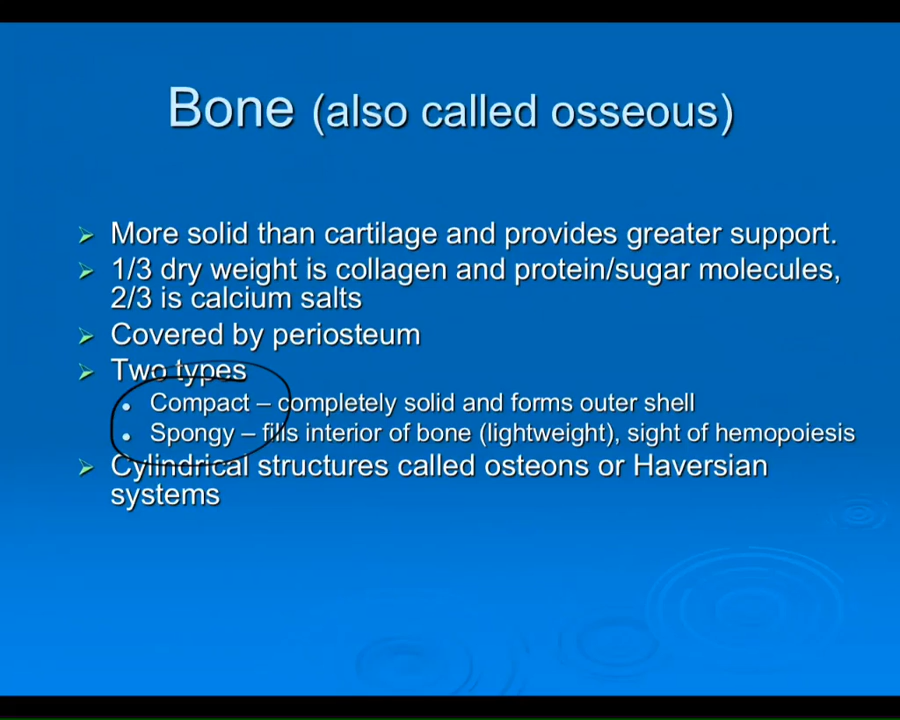 Bone (also called osseous)
More solid than cartilage and provides greater support.
1/3 dry weight is collagen and protein/sugar molecules,
2/3 is calcium salts
Covered by periosteum
Two types
Compact – completely solid and forms outer shell
Spongy – fills interior of bone (lightweight), sight of hemopoiesis
Cylindrical structures called osteons or Haversian
systems